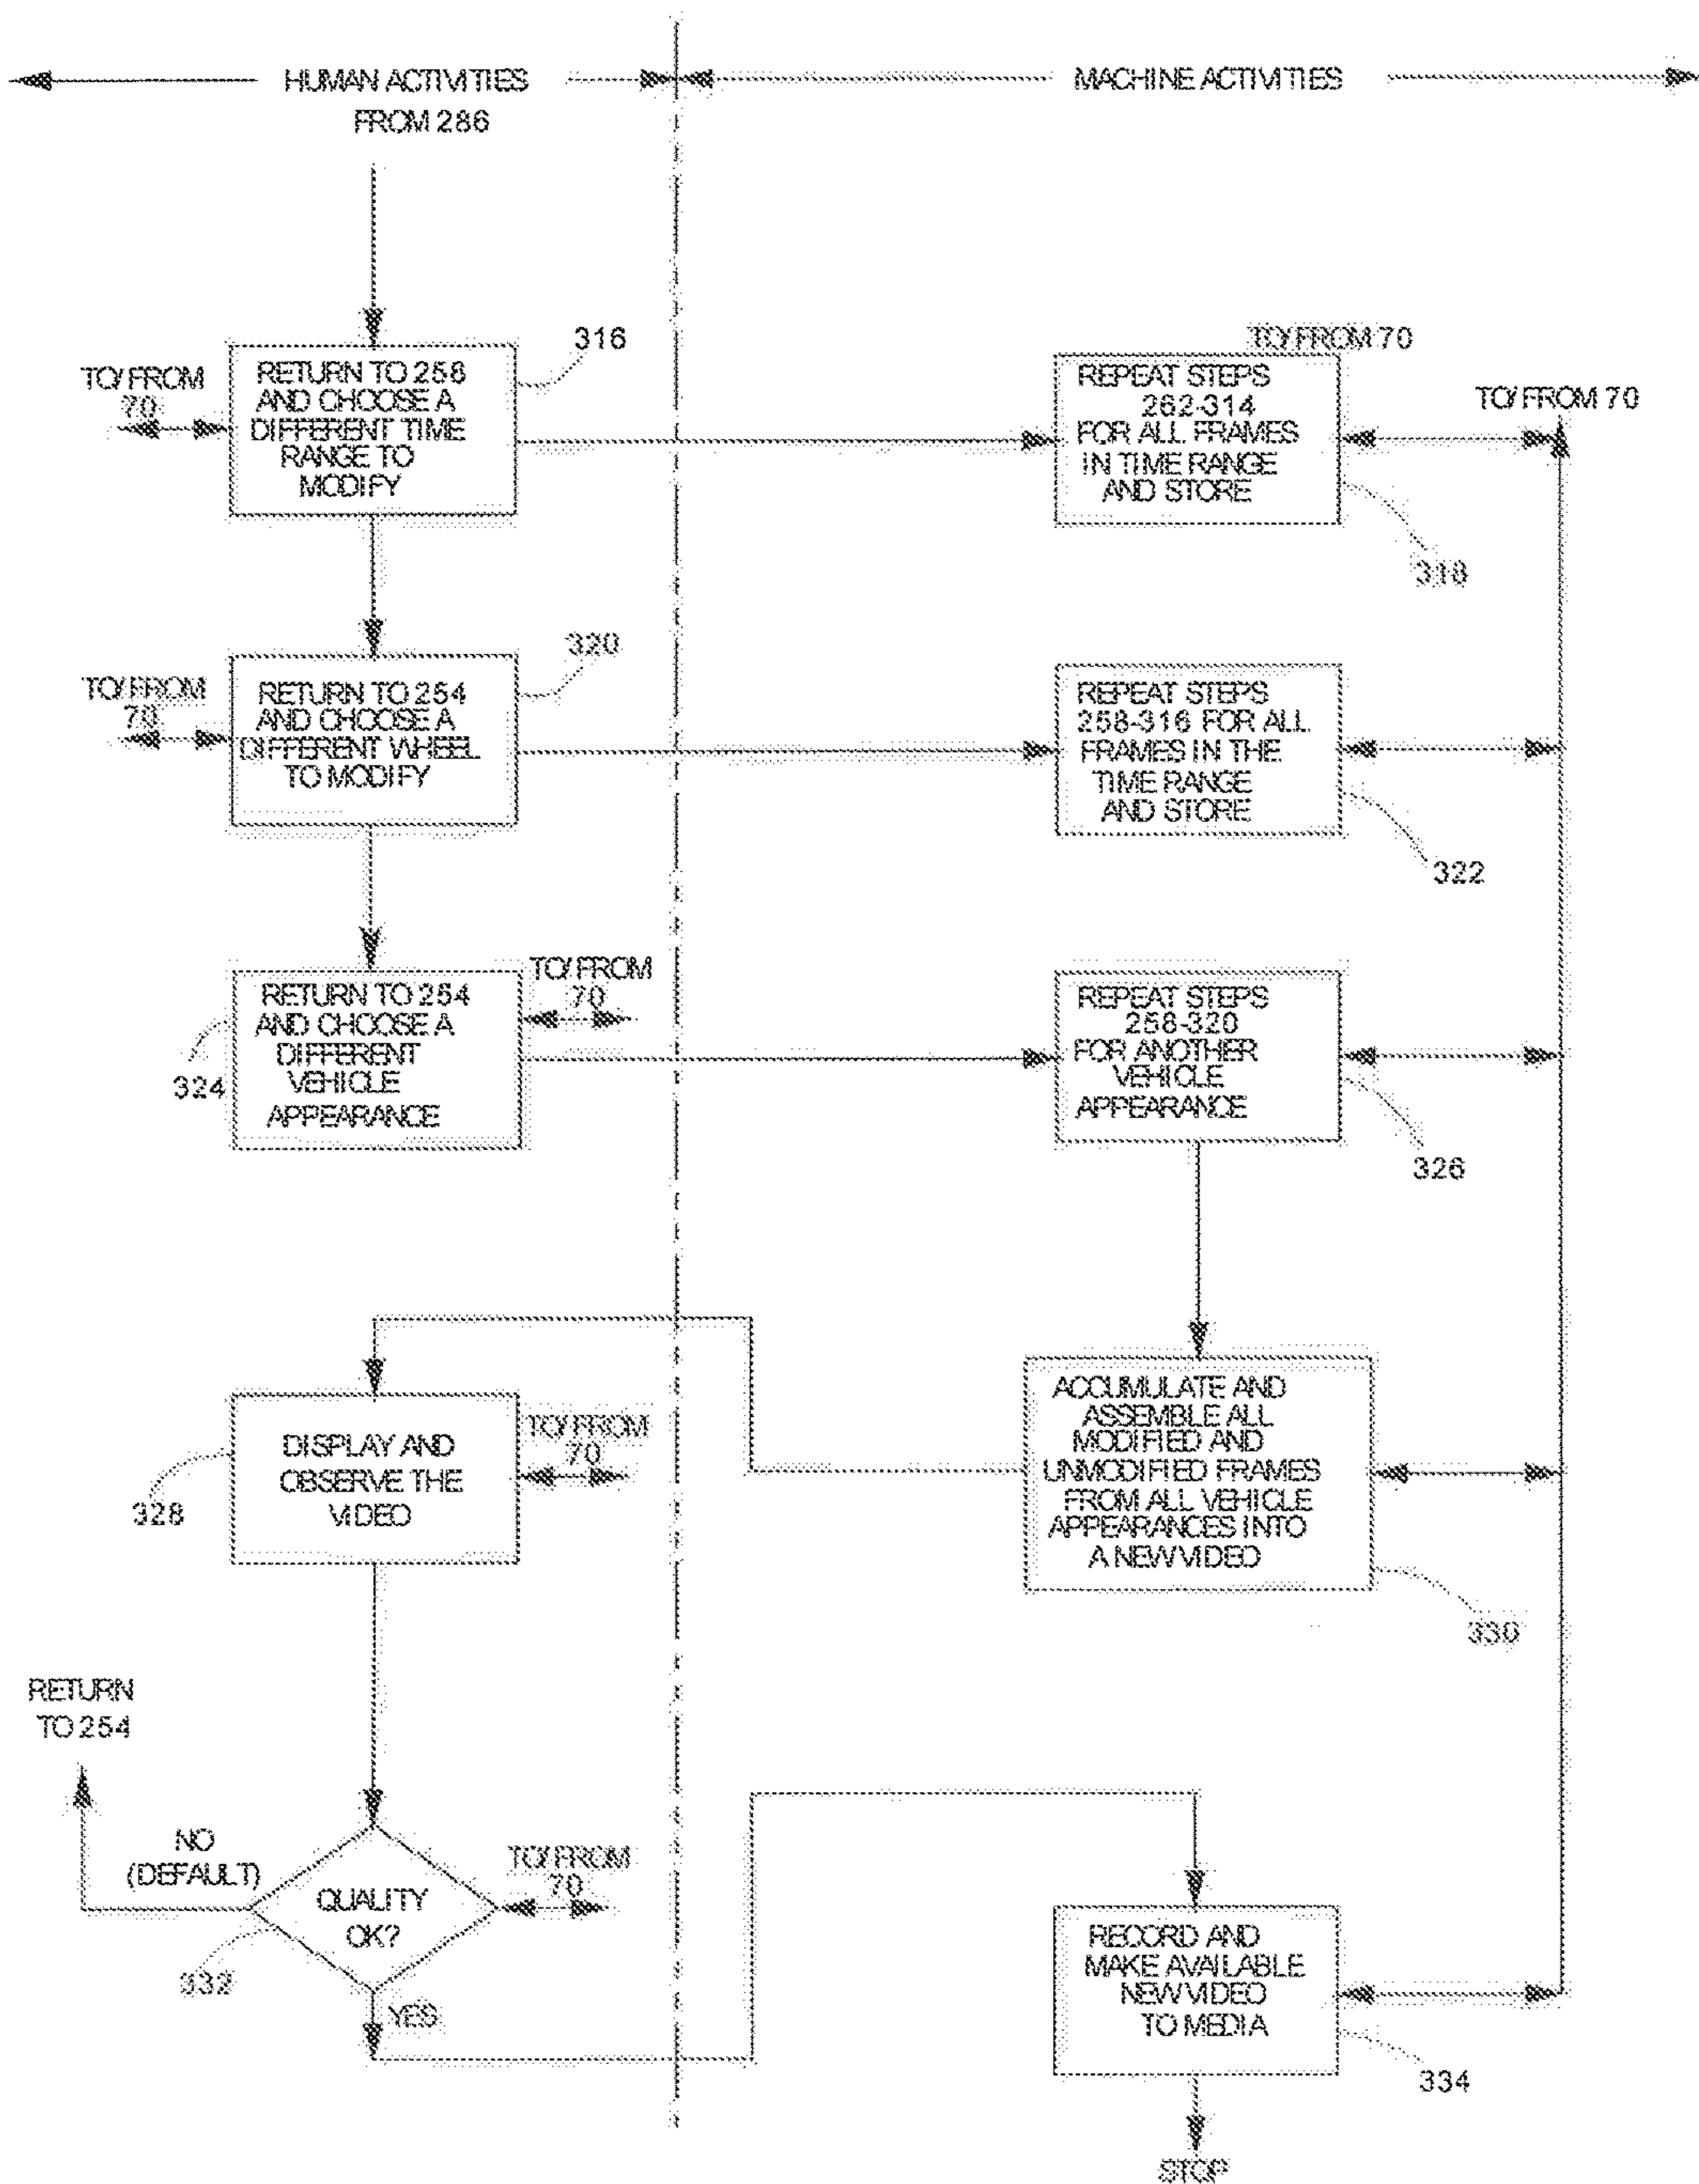 HUMAN ACTIVITIES
MACHINE ACTIVITIES
FROM 286
316
TO/FROM
70
RETURN TO 258
AND CHOOSE A
DIFFERENT TIME
RANGE TO
MODIFY
TO/FROM 70
REPEAT STEPS
262-314
FOR ALL FRAMES
IN TIME RANGE
AND STORE
TO/FROM 70
318
320
TO/FROM
70
RETURN TO 254
AND CHOOSE A
DIFFERENT WHEEL
TO MODIFY
REPEAT STEPS
258-316 FOR ALL
FRAMES IN THE
TIME RANGE
AND STORE
322
RETURN TO 254
AND CHOOSE A
DIFFERENT
VEHICLE
APPEARANCE
TO/FROM
70
324
REPEAT STEPS
258-320
FOR ANOTHER
VEHICLE
APPEARANCE
326
DISPLAY AND
OBSERVE THE
VIDEO
TO/FROM
70
328
ACCUMULATE AND
ASSEMBLE ALL
MODIFIED AND
UNMODIFIED FRAMES
FROM ALL VEHICLE
APPEARANCES INTO
A NEW VIDEO
330
RETURN
TO 254
NO
(DEFAULT)
QUALITY
OK?
TO/FROM
70
332
YES
RECORD AND
MAKE AVAILABLE
NEW VIDEO
TO MEDIA
334
STOP